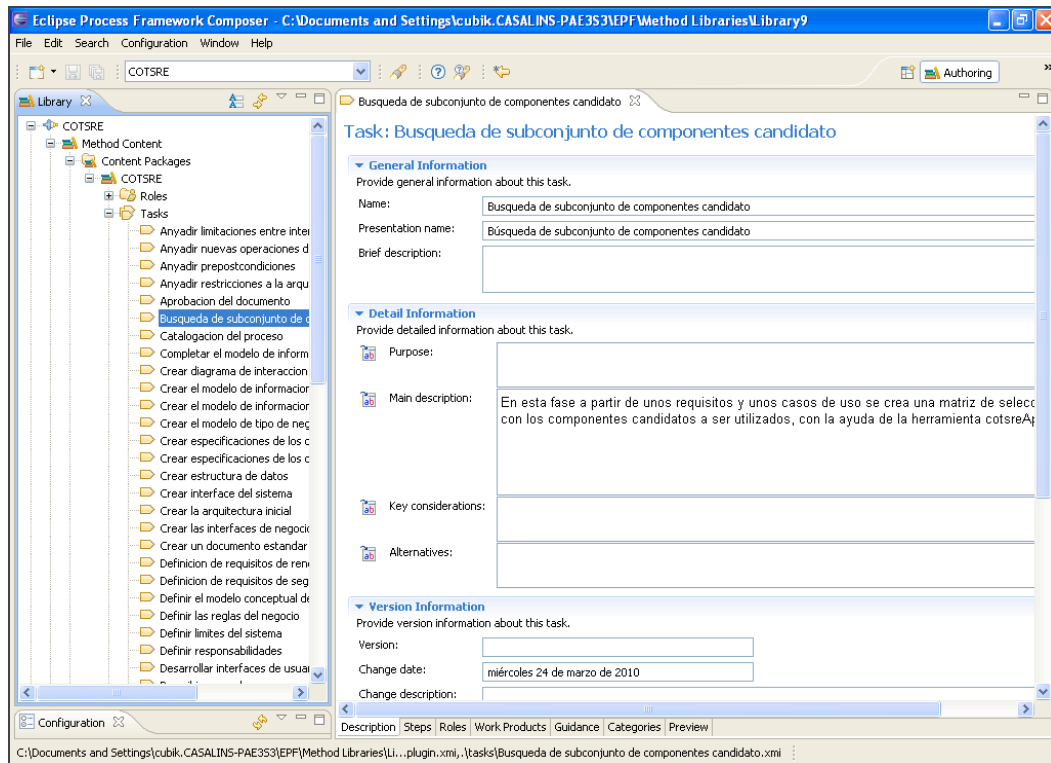 Eclipse Process Framework Composer - C:\Documents and Settings\cubik.CASALINS-PAE3S3\EPF\Method Libraries\Library9
File Edit Search Configuration Window Help
COTSRE
Authoring
Library
COTSRE
Method Content
Content Packages
COTSRE
Roles
Tasks
Anyadir limitaciones entre inter
Anyadir nuevas operaciones d
Anyadir prepostcondiciones
Anyadir restricciones a la arqu
Aprobacion del documento
Busqueda de subconjunto de c
Catalogacion del proceso
Completar el modelo de inform
Crear diagrama de interaccion
Crear el modelo de informacior
Crear el modelo de informacior
Crear el modelo de tipo de neg
Crear especificaciones de los c
Crear especificaciones de los c
Crear estructura de datos
Crear interface del sistema
Crear la arquitectura inicial
Crear las interfaces de negocio
Crear un documento estandar
Definicion de requisitos de ren
Definicion de requisitos de seg
Definir el modelo conceptual de
Definir las reglas del negocio
Definir limites del sistema
Definir responsabilidades
Desarrollar interfaces de usuar
Configuration
Busqueda de subconjunto de componentes candidato
Task: Busqueda de subconjunto de componentes candidato
General Information
Provide general information about this task.
Name: Busqueda de subconjunto de componentes candidato
Presentation name: Búsqueda de subconjunto de componentes candidato
Brief description:
Detail Information
Provide detailed information about this task.
Purpose:
Main description: En esta fase a partir de unos requisitos y unos casos de uso se crea una matriz de selecc
con los componentes candidatos a ser utilizados, con la ayuda de la herramienta cotsreAp
Key considerations:
Alternatives:
Version Information
Provide version information about this task.
Version:
Change date: miércoles 24 de marzo de 2010
Change description:
Description Steps Roles Work Products Guidance Categories Preview
C:\Documents and Settings\cubik.CASALINS-PAE3S3\EPF\Method Libraries\Li...plugin.xmi,.\tasks\Busqueda de subconjunto de componentes candidato.xmi